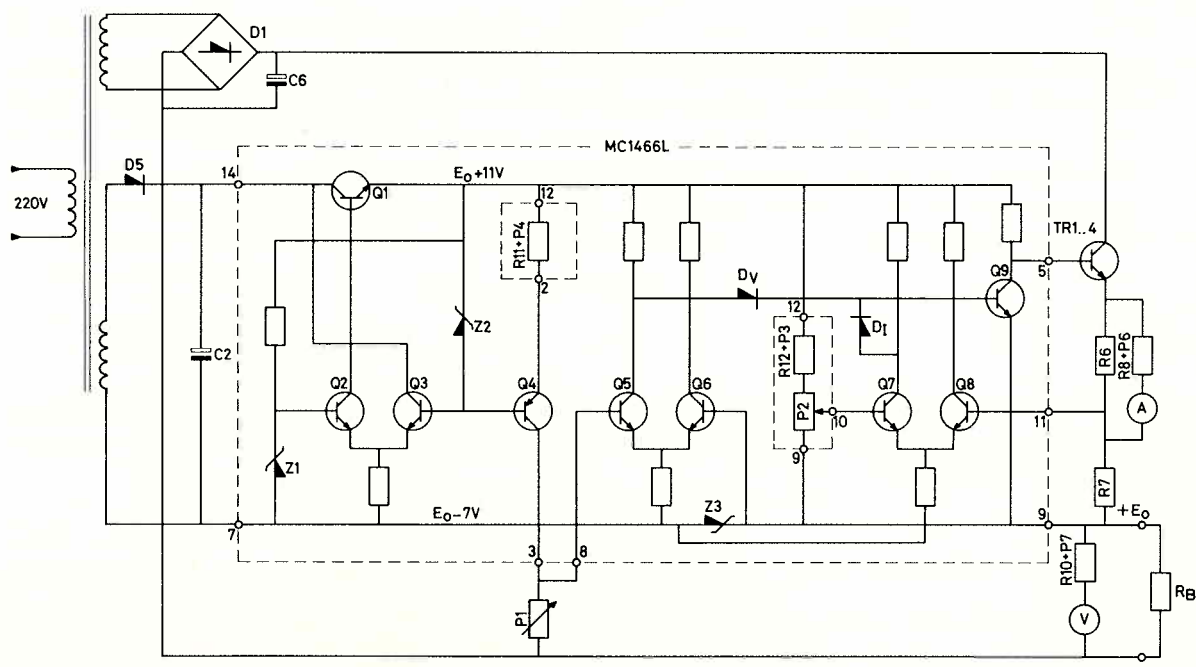 D1
C6
MC1466L
D5
14
Q1
E₀+11V
12
TR1..4
220V
R11+P4
5
2
Q9
DV
Z2
12
DI
R12+P3
R6
R8+P6
C2
Q2
Q3
Q4
Q5
Q6
Q7
Q8
P2
10
11
A
Z1
9
R7
E₀–7V
Z3
7
9
+E₀
3
8
R10+P7
RB
P1
V